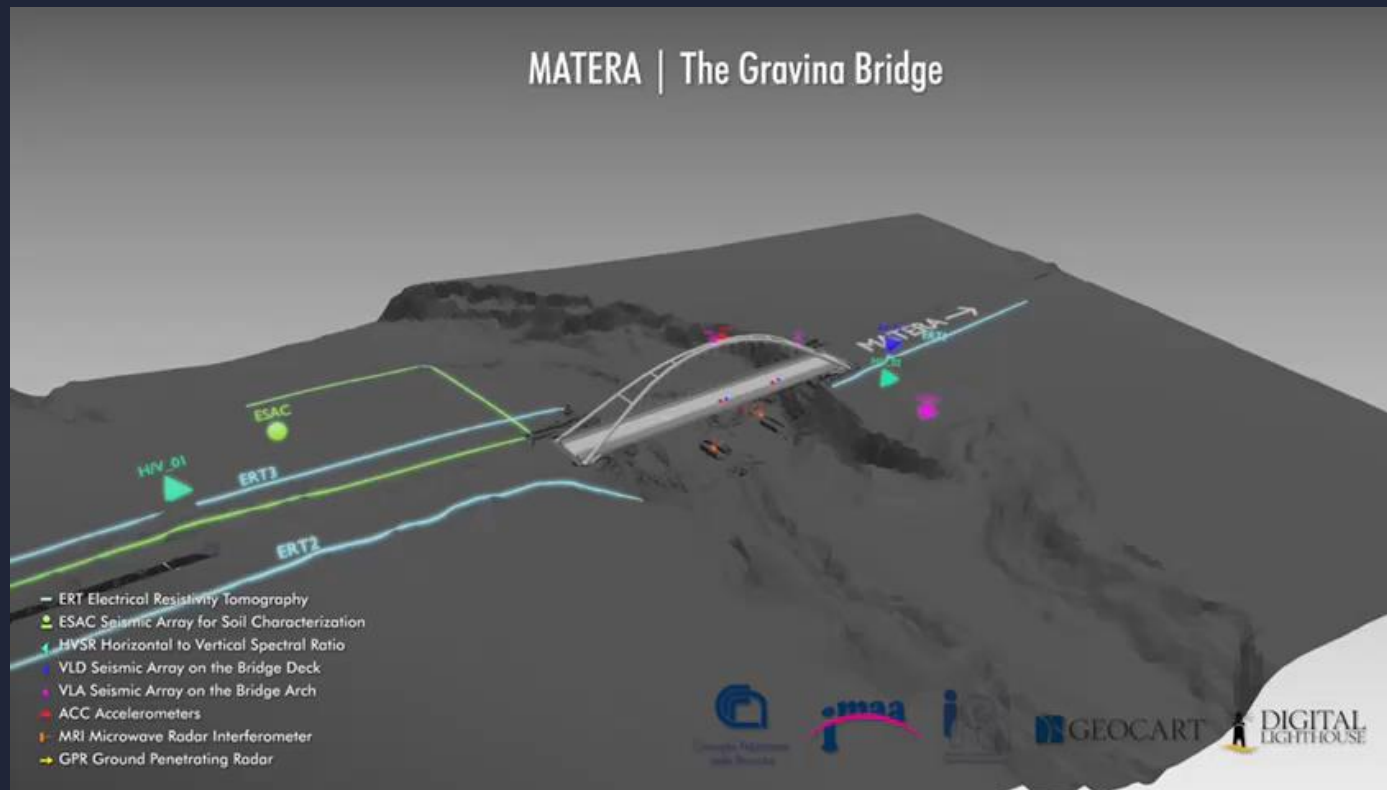 MATERA | The Gravina Bridge
MATERA →
ESAC
H/V_01
ERT3
ERT2
ERT Electrical Resistivity Tomography
ESAC Seismic Array for Soil Characterization
HVSR Horizontal to Vertical Spectral Ratio
VLD Seismic Array on the Bridge Deck
VLA Seismic Array on the Bridge Arch
ACC Accelerometers
MRI Microwave Radar Interferometer
GPR Ground Penetrating Radar
imaa
GEOCART
DIGITAL
LIGHTHOUSE